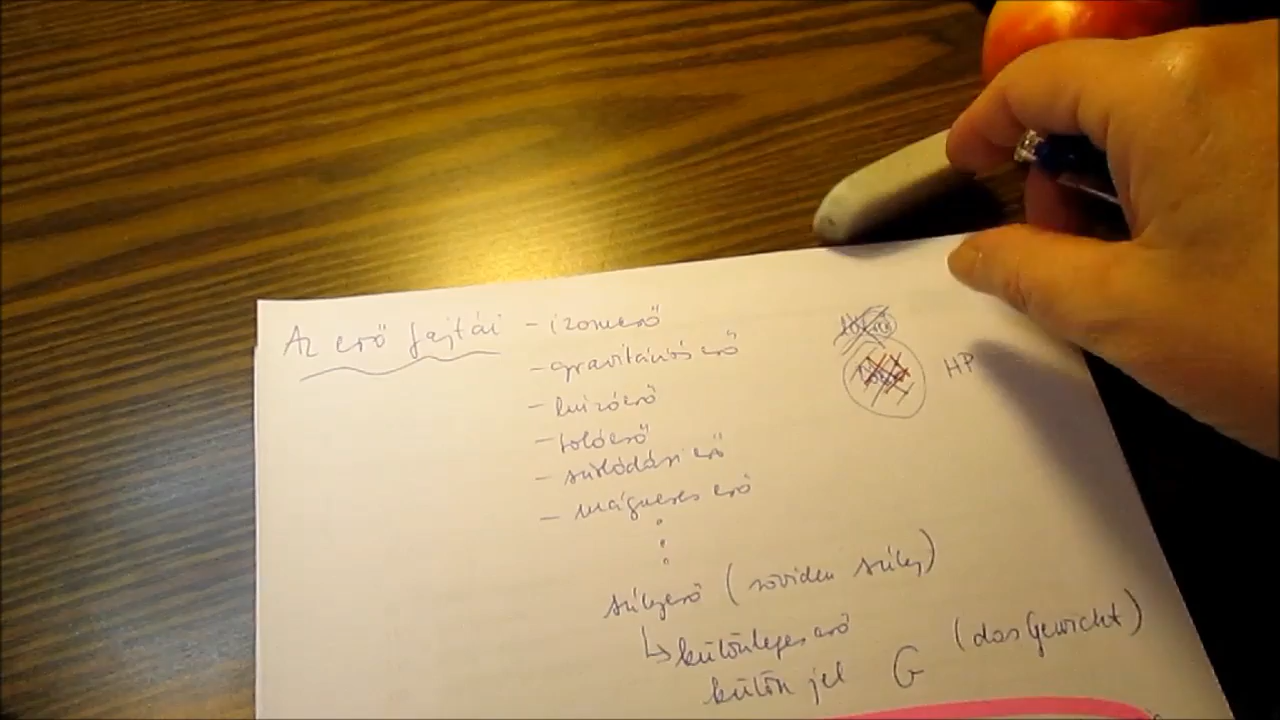 Az erő fajtái - izomerő
- gravitációs erő
- húzóerő
- tolóerő
- súrlódási erő
- mágneses erő
HP
súlyerő (röviden súly)
↳ különleges erő
külön jel G (das Gewicht)